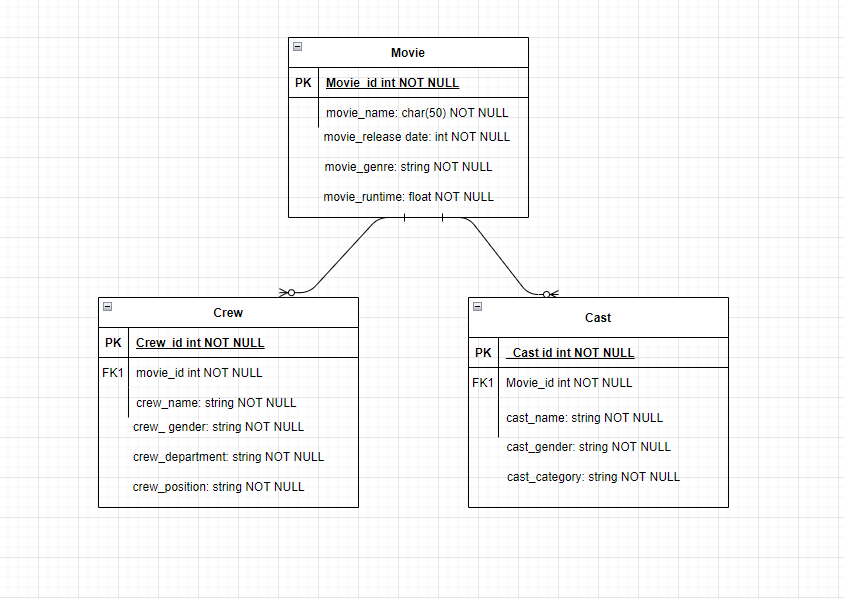 Movie
PK Movie_id int NOT NULL
movie_name: char(50) NOT NULL
movie_release date: int NOT NULL
movie_genre: string NOT NULL
movie_runtime: float NOT NULL
Crew
PK Crew_id int NOT NULL
FK1 movie_id int NOT NULL
crew_name: string NOT NULL
crew_ gender: string NOT NULL
crew_department: string NOT NULL
crew_position: string NOT NULL
Cast
PK _Cast id int NOT NULL
FK1 Movie_id int NOT NULL
cast_name: string NOT NULL
cast_gender: string NOT NULL
cast_category: string NOT NULL